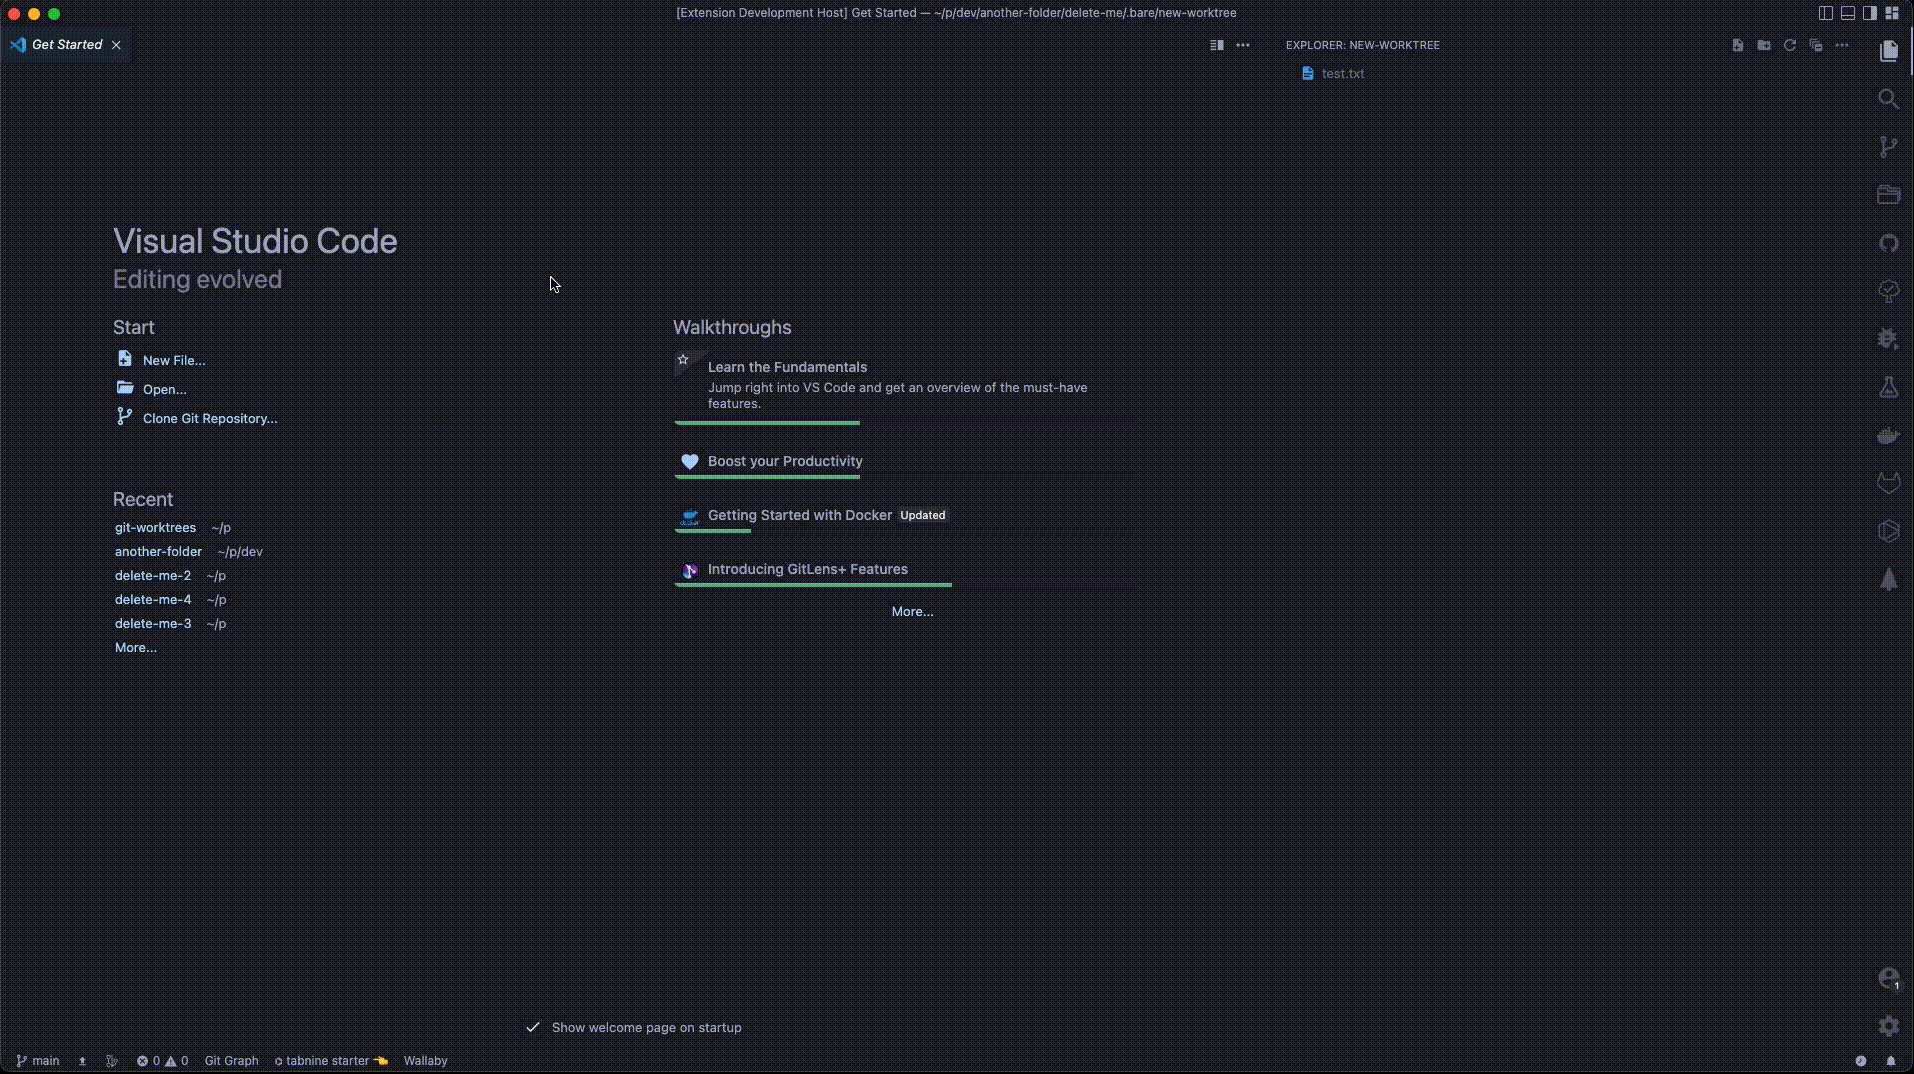 [Extension Development Host] Get Started — ~/p/dev/another-folder/delete-me/.bare/new-worktree
Get Started
EXPLORER: NEW-WORKTREE
test.txt
Visual Studio Code
Editing evolved
Start
New File...
Open...
Clone Git Repository...
Recent
git-worktrees ~/p
another-folder ~/p/dev
delete-me-2 ~/p
delete-me-4 ~/p
delete-me-3 ~/p
More...
Walkthroughs
Learn the Fundamentals
Jump right into VS Code and get an overview of the must-have
features.
Boost your Productivity
Getting Started with Docker Updated
Introducing GitLens+ Features
More...
1
Show welcome page on startup
main 0 0 Git Graph tabnine starter Wallaby